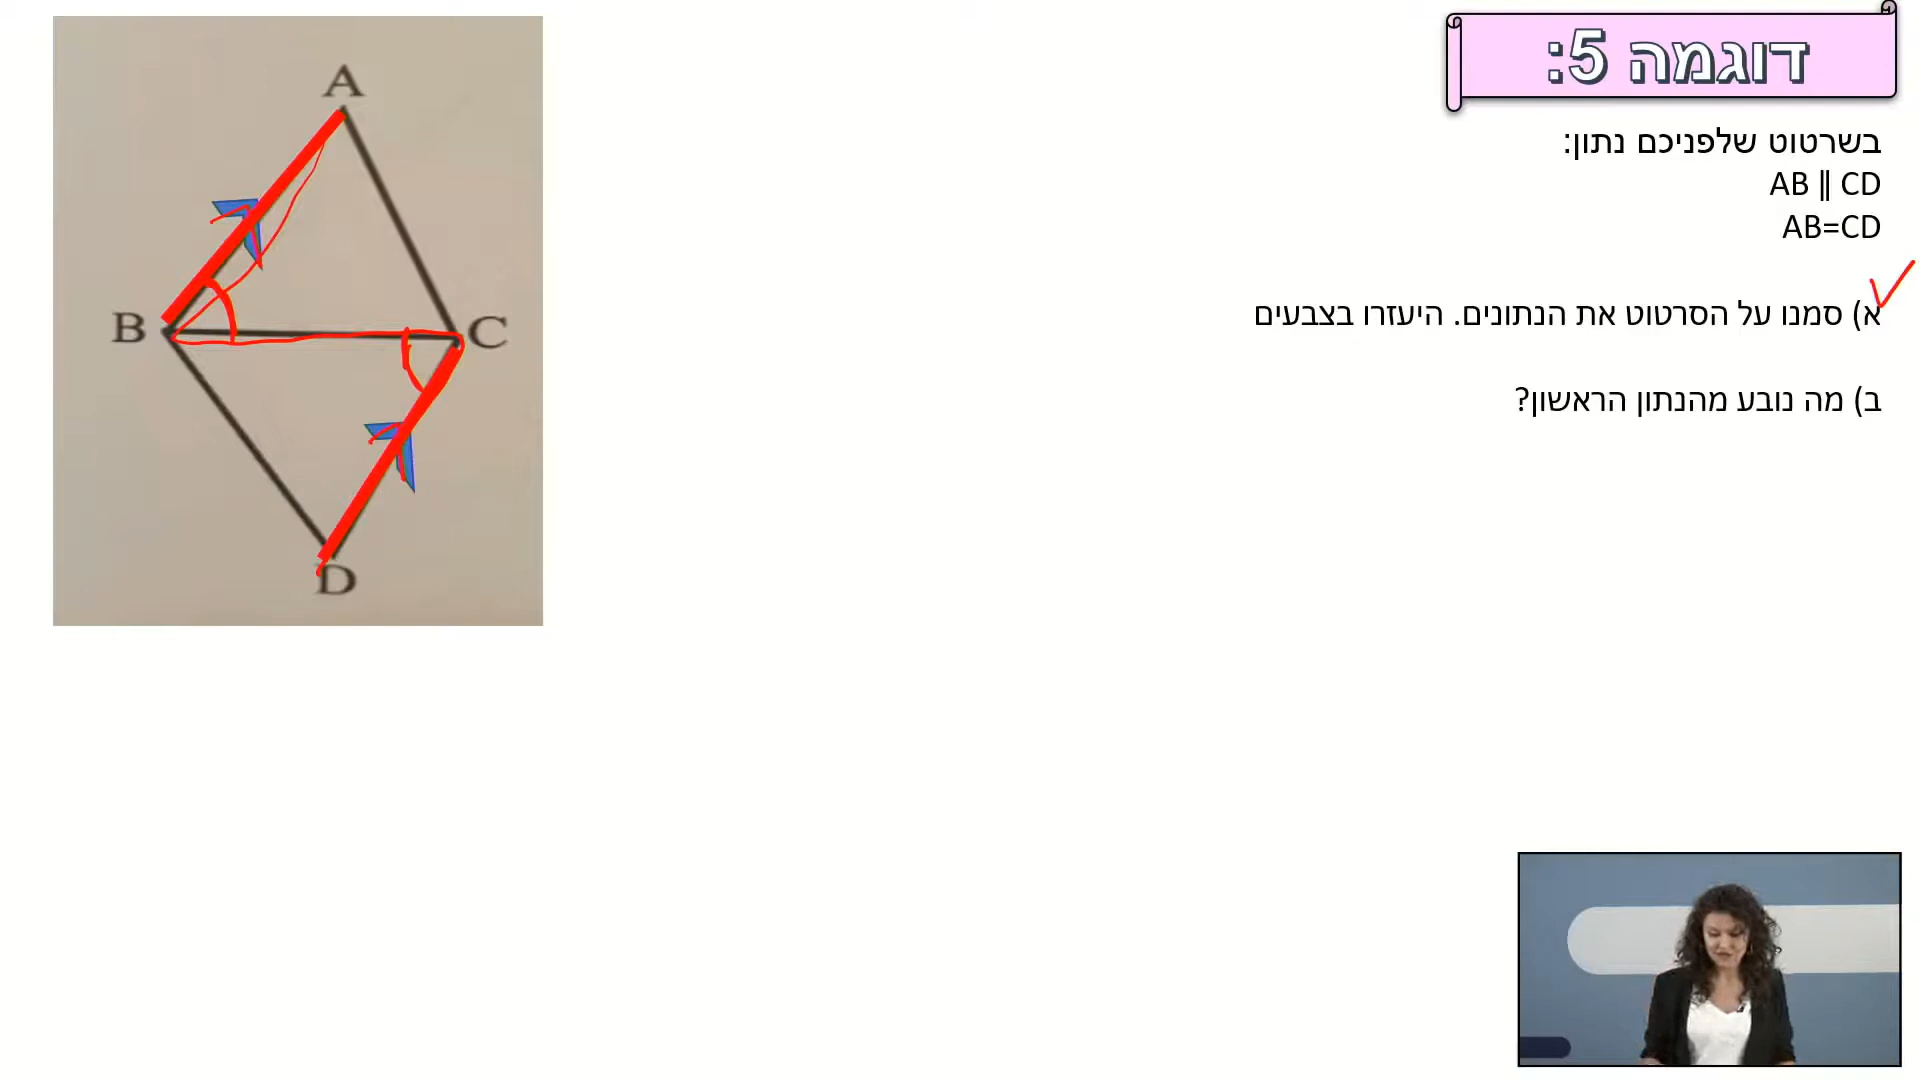 דוגמה 5:
בשרטוט שלפניכם נתון:
AB ∥ CD
AB=CD
א) סמנו על הסרטוט את הנתונים. היעזרו בצבעים
ב) מה נובע מהנתון הראשון?
A
B
C
D